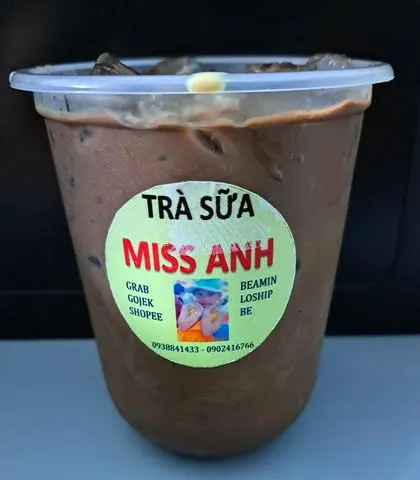 TRÀ SỮA
MISS ANH
GRAB
GOJEK
SHOPEE
BEAMIN
LOSHIP
BE
0938841433 - 0902416766